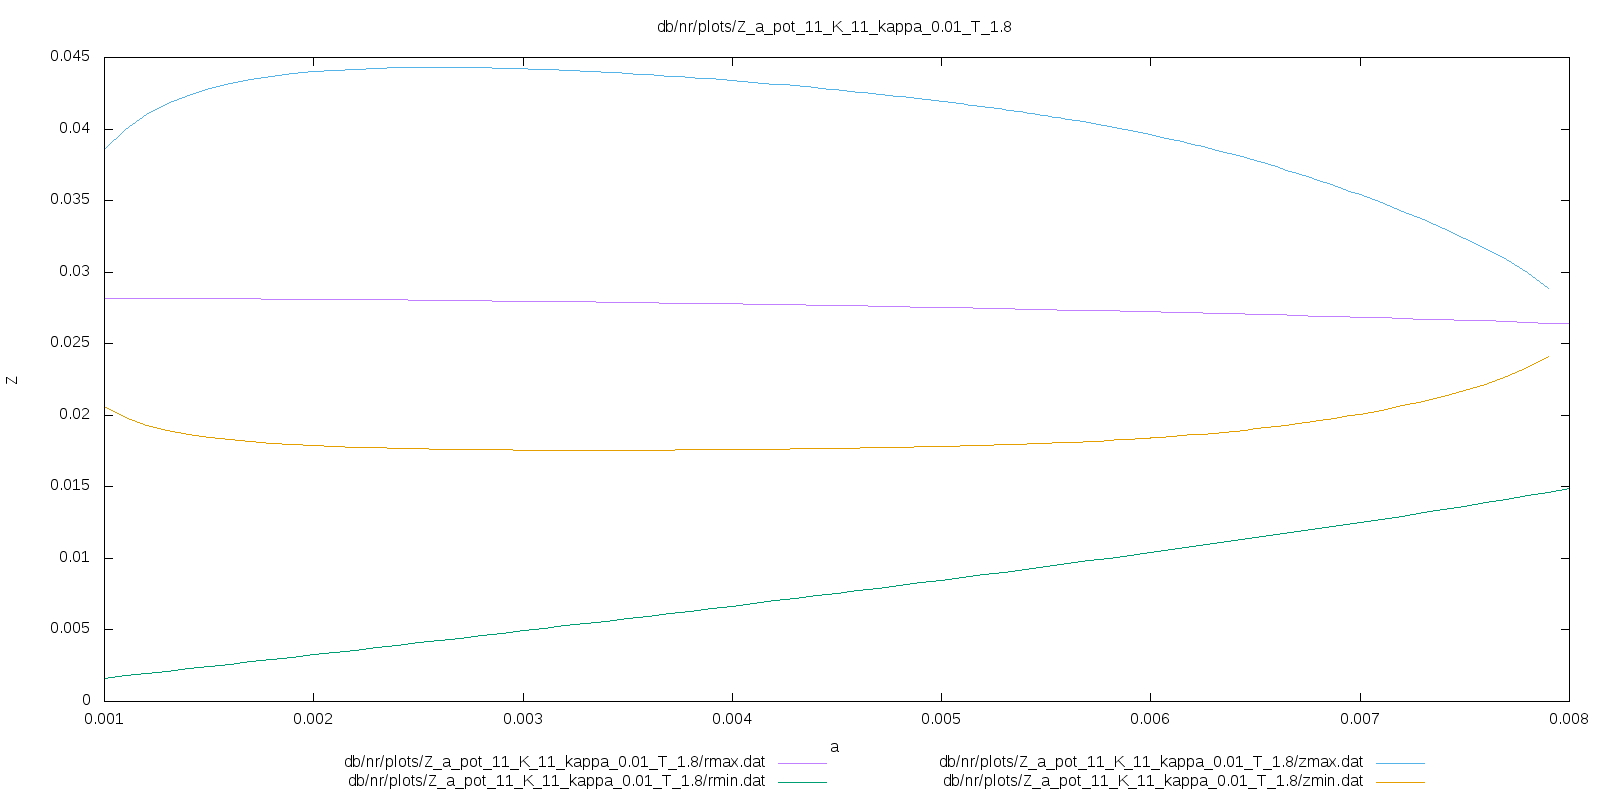 db/nr/plots/Z_a_pot_11_K_11_kappa_0.01_T_1.8
0.045
0.04
0.035
0.03
0.025
0.02
0.015
0.01
0.005
0
Z
0.001 0.002 0.003 0.004 0.005 0.006 0.007 0.008
a
db/nr/plots/Z_a_pot_11_K_11_kappa_0.01_T_1.8/rmax.dat db/nr/plots/Z_a_pot_11_K_11_kappa_0.01_T_1.8/zmax.dat
db/nr/plots/Z_a_pot_11_K_11_kappa_0.01_T_1.8/rmin.dat db/nr/plots/Z_a_pot_11_K_11_kappa_0.01_T_1.8/zmin.dat